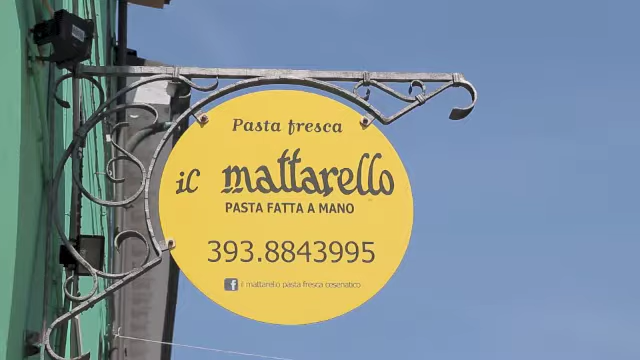 Pasta fresca
il mattarello
PASTA FATTA A MANO
393.8843995
f il mattarello pasta fresca cesenatico